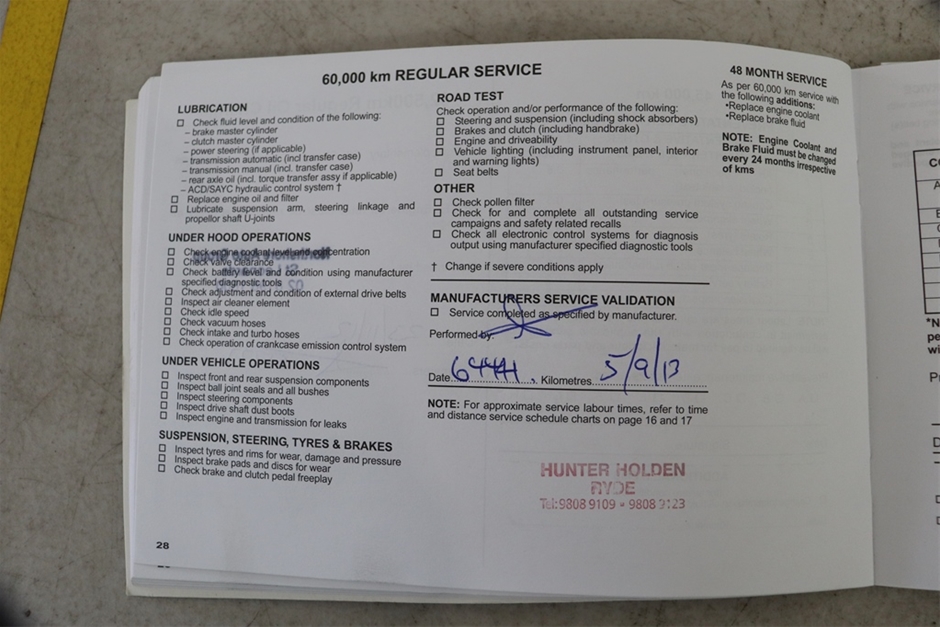 60,000 km REGULAR SERVICE
LUBRICATION
Check fluid level and condition of the following:
– brake master cylinder
– clutch master cylinder
– power steering (if applicable)
– transmission automatic (incl transfer case)
– transmission manual (incl. transfer case)
– rear axle oil (incl. torque transfer assy if applicable)
– ACD/SAYC hydraulic control system †
Replace engine oil and filter
Lubricate suspension arm, steering linkage and
propellor shaft U-joints
UNDER HOOD OPERATIONS
Check engine coolant level and concentration
Check valve clearance
Check battery level and condition using manufacturer
specified diagnostic tools
Check adjustment and condition of external drive belts
Inspect air cleaner element
Check idle speed
Check vacuum hoses
Check intake and turbo hoses
Check operation of crankcase emission control system
UNDER VEHICLE OPERATIONS
Inspect front and rear suspension components
Inspect ball joint seals and all bushes
Inspect steering components
Inspect drive shaft dust boots
Inspect engine and transmission for leaks
SUSPENSION, STEERING, TYRES & BRAKES
Inspect tyres and rims for wear, damage and pressure
Inspect brake pads and discs for wear
Check brake and clutch pedal freeplay
28
ROAD TEST
Check operation and/or performance of the following:
Steering and suspension (including shock absorbers)
Brakes and clutch (including handbrake)
Engine and driveability
Vehicle lighting (including instrument panel, interior
and warning lights)
Seat belts
OTHER
Check pollen filter
Check for and complete all outstanding service
campaigns and safety related recalls
Check all electronic control systems for diagnosis
output using manufacturer specified diagnostic tools
† Change if severe conditions apply
MANUFACTURERS SERVICE VALIDATION
Service completed as specified by manufacturer.
Performed by:
Date Kilometres 5/9/13
NOTE: For approximate service labour times, refer to time
and distance service schedule charts on page 16 and 17
HUNTER HOLDEN
RYDE
Tel: 9808 9109 - 9808 9123
48 MONTH SERVICE
As per 60,000 km service with
the following additions:
•Replace engine coolant
•Replace brake fluid
NOTE: Engine Coolant and
Brake Fluid must be changed
every 24 months irrespective
of kms